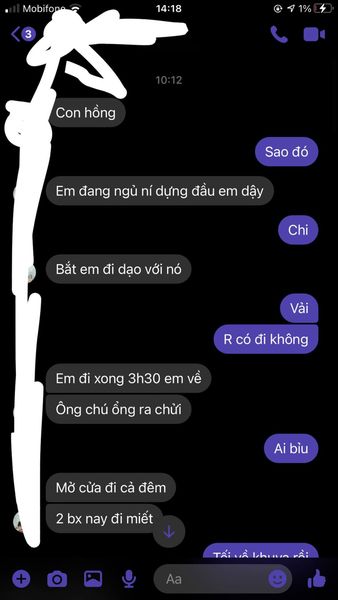 Mobifone
14:18
1%
3
10:12
Con hồng
Sao đó
Em đang ngủ ní dựng đầu em dậy
Chi
Bắt em đi dạo với nó
Vải
R có đi không
Em đi xong 3h30 em về
Ông chú ổng ra chửi
Ai bỉu
Mở cửa đi cả đêm
2 bx nay đi miết
Tối về khuya rồi
Aa